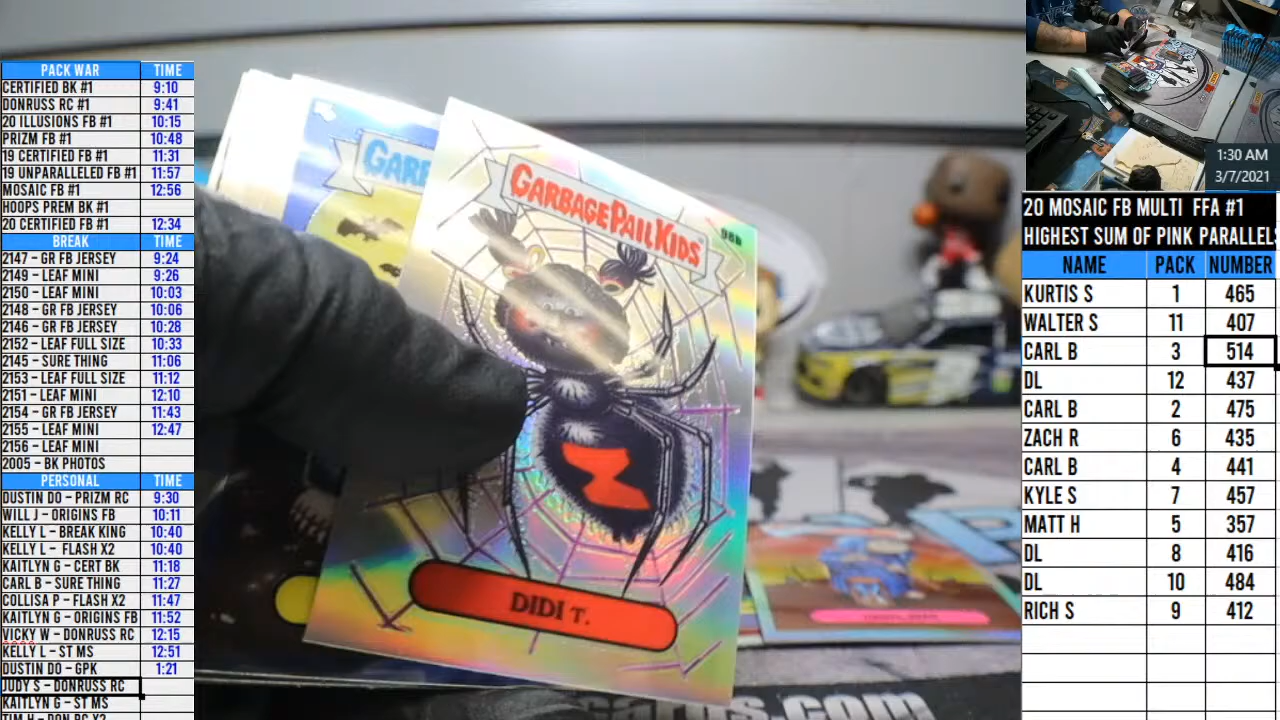 PACK WAR TIME
CERTIFIED BK #1 9:10
DONRUSS RC #1 9:41
20 ILLUSIONS FB #1 10:15
PRIZM FB #1 10:48
19 CERTIFIED FB #1 11:31
19 UNPARALLELED FB #1 11:57
MOSAIC FB #1 12:56
HOOPS PREM BK #1
20 CERTIFIED FB #1 12:34
BREAK TIME
2147 – GR FB JERSEY 9:24
2149 – LEAF MINI 9:26
2150 – LEAF MINI 10:03
2148 – GR FB JERSEY 10:06
2146 – GR FB JERSEY 10:28
2152 – LEAF FULL SIZE 10:33
2145 – SURE THING 11:06
2153 – LEAF FULL SIZE 11:12
2151 – LEAF MINI 12:10
2154 – GR FB JERSEY 11:43
2155 – LEAF MINI 12:47
2156 – LEAF MINI
2005 – BK PHOTOS
PERSONAL TIME
DUSTIN DO – PRIZM RC 9:30
WILL J – ORIGINS FB 10:11
KELLY L – BREAK KING 10:40
KELLY L – FLASH X2 10:40
KAITLYN G – CERT BK 11:18
CARL B – SURE THING 11:27
COLLISA P – FLASH X2 11:47
KAITLYN G – ORIGINS FB 11:52
VICKY W – DONRUSS RC 12:15
KELLY L – ST MS 12:51
DUSTIN DO – GPK 1:21
JUDY S – DONRUSS RC
KAITLYN G – ST MS
TIM H – DON RC X2
GARBAGE PAIL KIDS
98b
DIDI T.
GARB
cards.com
1:30 AM
3/7/2021
20 MOSAIC FB MULTI FFA #1
HIGHEST SUM OF PINK PARALLELS
NAME PACK NUMBER
KURTIS S 1 465
WALTER S 11 407
CARL B 3 514
DL 12 437
CARL B 2 475
ZACH R 6 435
CARL B 4 441
KYLE S 7 457
MATT H 5 357
DL 8 416
DL 10 484
RICH S 9 412